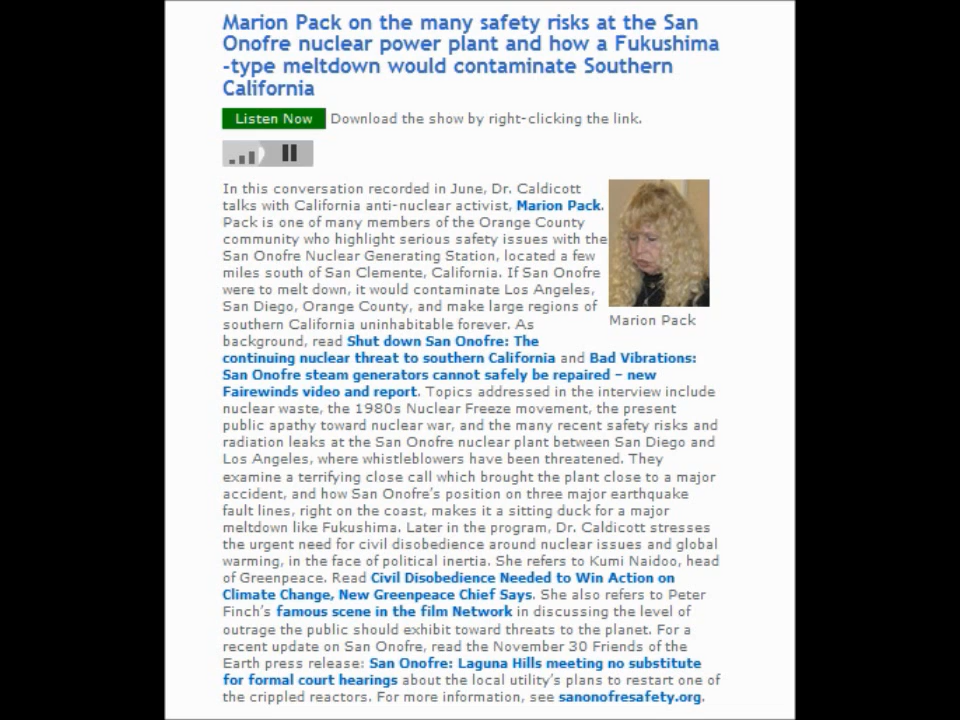 Marion Pack on the many safety risks at the San
Onofre nuclear power plant and how a Fukushima
-type meltdown would contaminate Southern
California
Listen Now Download the show by right-clicking the link.
In this conversation recorded in June, Dr. Caldicott
talks with California anti-nuclear activist, Marion Pack.
Pack is one of many members of the Orange County
community who highlight serious safety issues with the
San Onofre Nuclear Generating Station, located a few
miles south of San Clemente, California. If San Onofre
were to melt down, it would contaminate Los Angeles,
San Diego, Orange County, and make large regions of
southern California uninhabitable forever. As
Marion Pack
background, read Shut down San Onofre: The
continuing nuclear threat to southern California and Bad Vibrations:
San Onofre steam generators cannot safely be repaired – new
Fairewinds video and report. Topics addressed in the interview include
nuclear waste, the 1980s Nuclear Freeze movement, the present
public apathy toward nuclear war, and the many recent safety risks and
radiation leaks at the San Onofre nuclear plant between San Diego and
Los Angeles, where whistleblowers have been threatened. They
examine a terrifying close call which brought the plant close to a major
accident, and how San Onofre's position on three major earthquake
fault lines, right on the coast, makes it a sitting duck for a major
meltdown like Fukushima. Later in the program, Dr. Caldicott stresses
the urgent need for civil disobedience around nuclear issues and global
warming, in the face of political inertia. She refers to Kumi Naidoo, head
of Greenpeace. Read Civil Disobedience Needed to Win Action on
Climate Change, New Greenpeace Chief Says. She also refers to Peter
Finch's famous scene in the film Network in discussing the level of
outrage the public should exhibit toward threats to the planet. For a
recent update on San Onofre, read the November 30 Friends of the
Earth press release: San Onofre: Laguna Hills meeting no substitute
for formal court hearings about the local utility's plans to restart one of
the crippled reactors. For more information, see sanonofresafety.org.